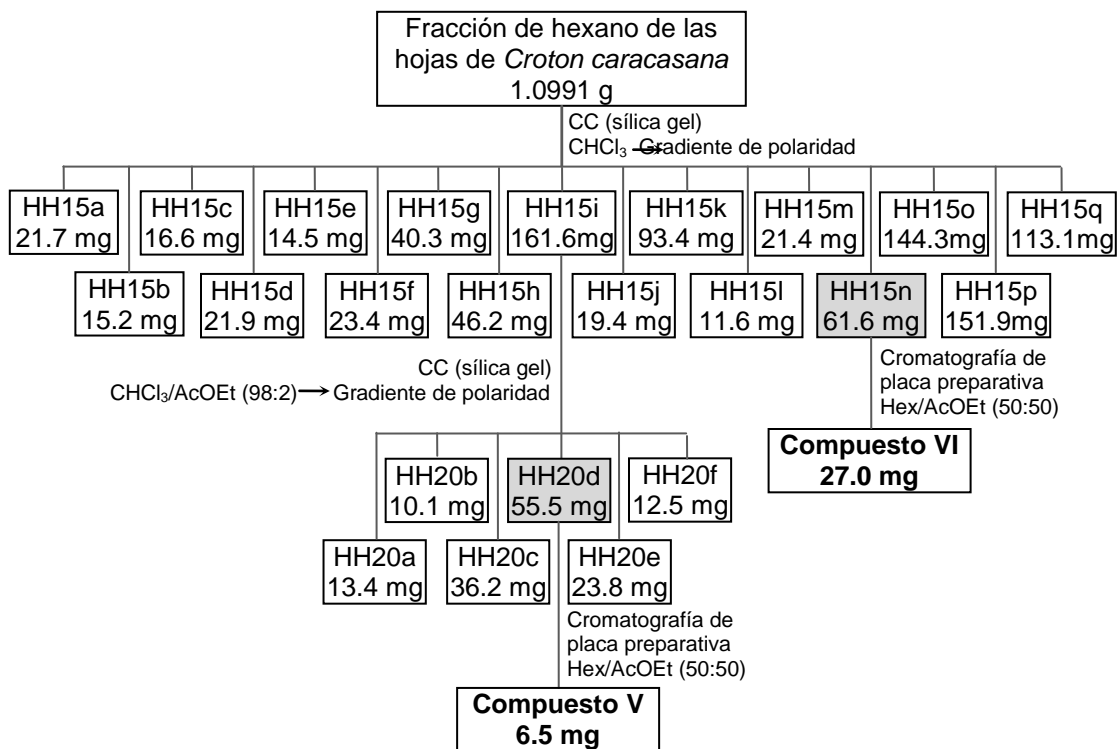 Fracción de hexano de las
hojas de Croton caracasana
1.0991 g
CC (sílica gel)
CHCl₃ → Gradiente de polaridad
HH15a
21.7 mg
HH15c
16.6 mg
HH15e
14.5 mg
HH15g
40.3 mg
HH15i
161.6mg
HH15k
93.4 mg
HH15m
21.4 mg
HH15o
144.3mg
HH15q
113.1mg
HH15b
15.2 mg
HH15d
21.9 mg
HH15f
23.4 mg
HH15h
46.2 mg
HH15j
19.4 mg
HH15l
11.6 mg
HH15n
61.6 mg
HH15p
151.9mg
CC (sílica gel)
CHCl₃/AcOEt (98:2) → Gradiente de polaridad
Cromatografía de
placa preparativa
Hex/AcOEt (50:50)
Compuesto VI
27.0 mg
HH20b
10.1 mg
HH20d
55.5 mg
HH20f
12.5 mg
HH20a
13.4 mg
HH20c
36.2 mg
HH20e
23.8 mg
Cromatografía de
placa preparativa
Hex/AcOEt (50:50)
Compuesto V
6.5 mg